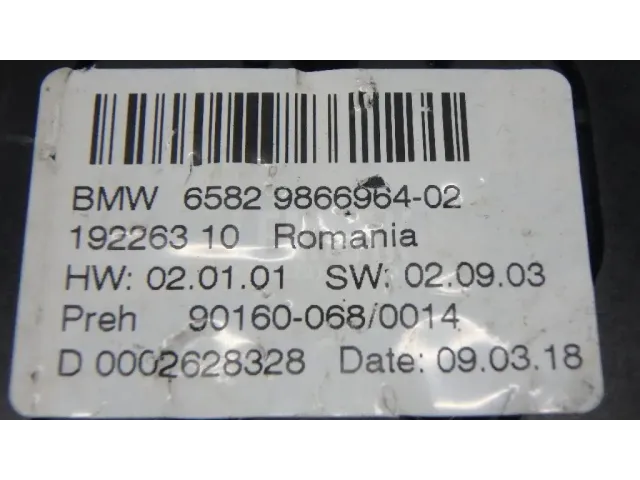 BMW 6582 9866964-02
192263 10 Romania
HW: 02.01.01 SW: 02.09.03
Preh 90160-068/0014
D 0002628328 Date: 09.03.18